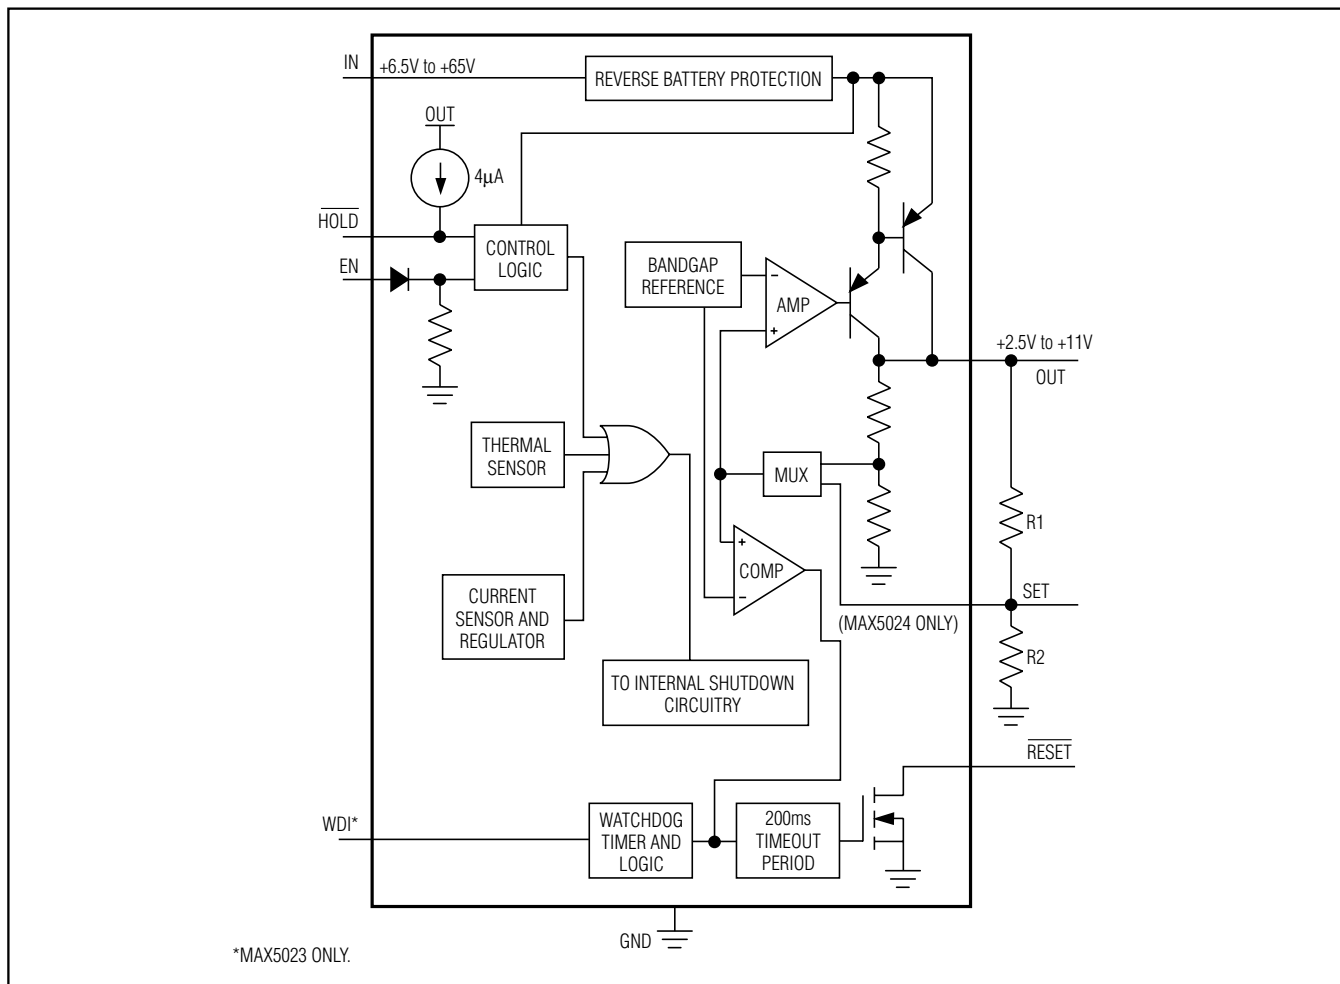 IN
+6.5V to +65V
REVERSE BATTERY PROTECTION
OUT
4μA
HOLD
EN
CONTROL
LOGIC
BANDGAP
REFERENCE
−
AMP
+
+2.5V to +11V
OUT
THERMAL
SENSOR
MUX
R1
+
COMP
−
CURRENT
SENSOR AND
REGULATOR
SET
(MAX5024 ONLY)
R2
TO INTERNAL SHUTDOWN
CIRCUITRY
RESET
WDI*
WATCHDOG
TIMER AND
LOGIC
200ms
TIMEOUT
PERIOD
GND
*MAX5023 ONLY.